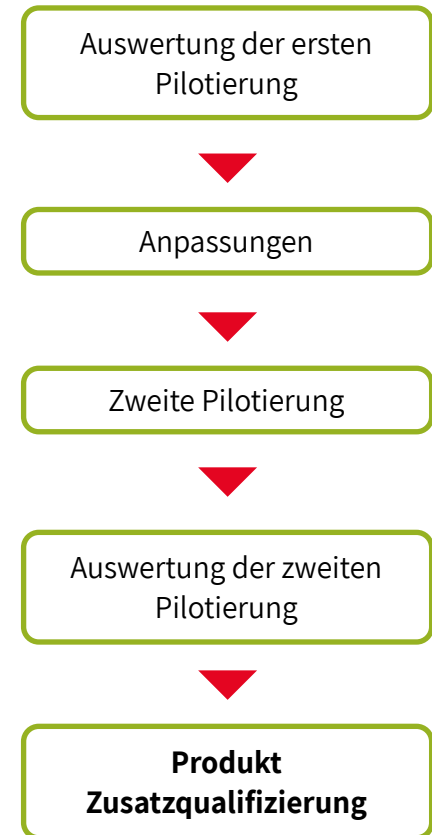 Auswertung der ersten
Pilotierung
Anpassungen
Zweite Pilotierung
Auswertung der zweiten
Pilotierung
Produkt
Zusatzqualifizierung